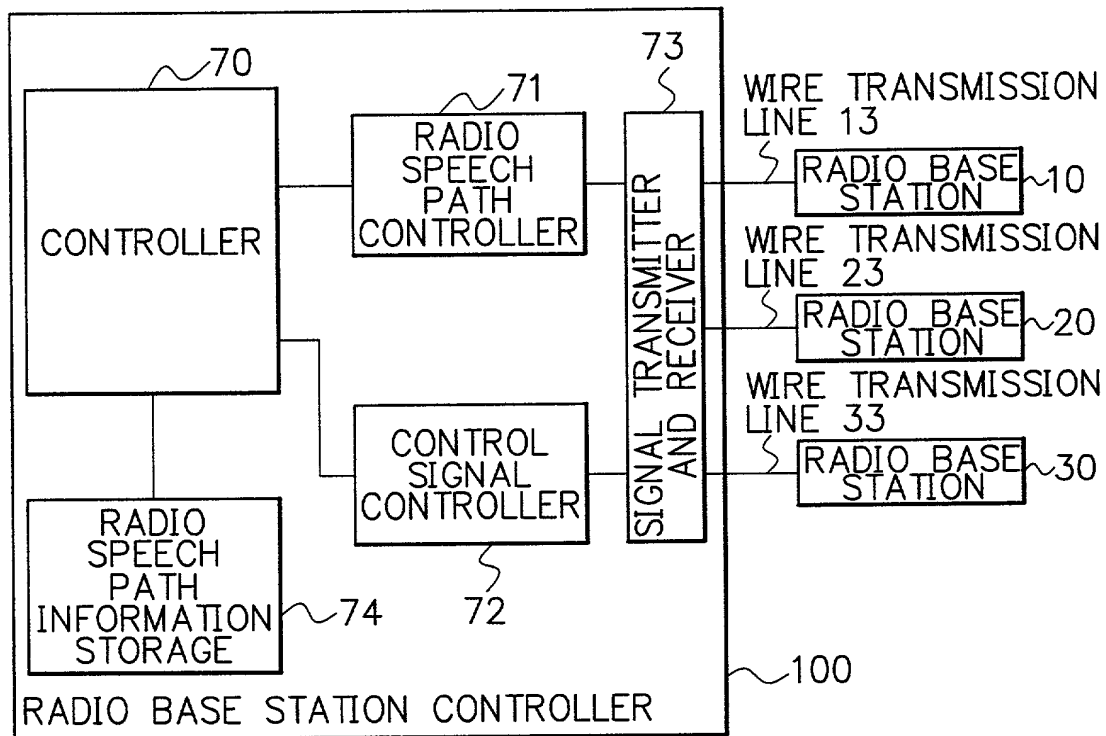 70
CONTROLLER
71
RADIO
SPEECH
PATH
CONTROLLER
73
SIGNAL TRANSMITTER
AND RECEIVER
WIRE TRANSMISSION
LINE 13
RADIO BASE
STATION
10
WIRE TRANSMISSION
LINE 23
RADIO BASE
STATION
20
WIRE TRANSMISSION
LINE 33
RADIO BASE
STATION
30
CONTROL
SIGNAL
CONTROLLER
72
RADIO
SPEECH
PATH
INFORMATION
STORAGE
74
100
RADIO BASE STATION CONTROLLER